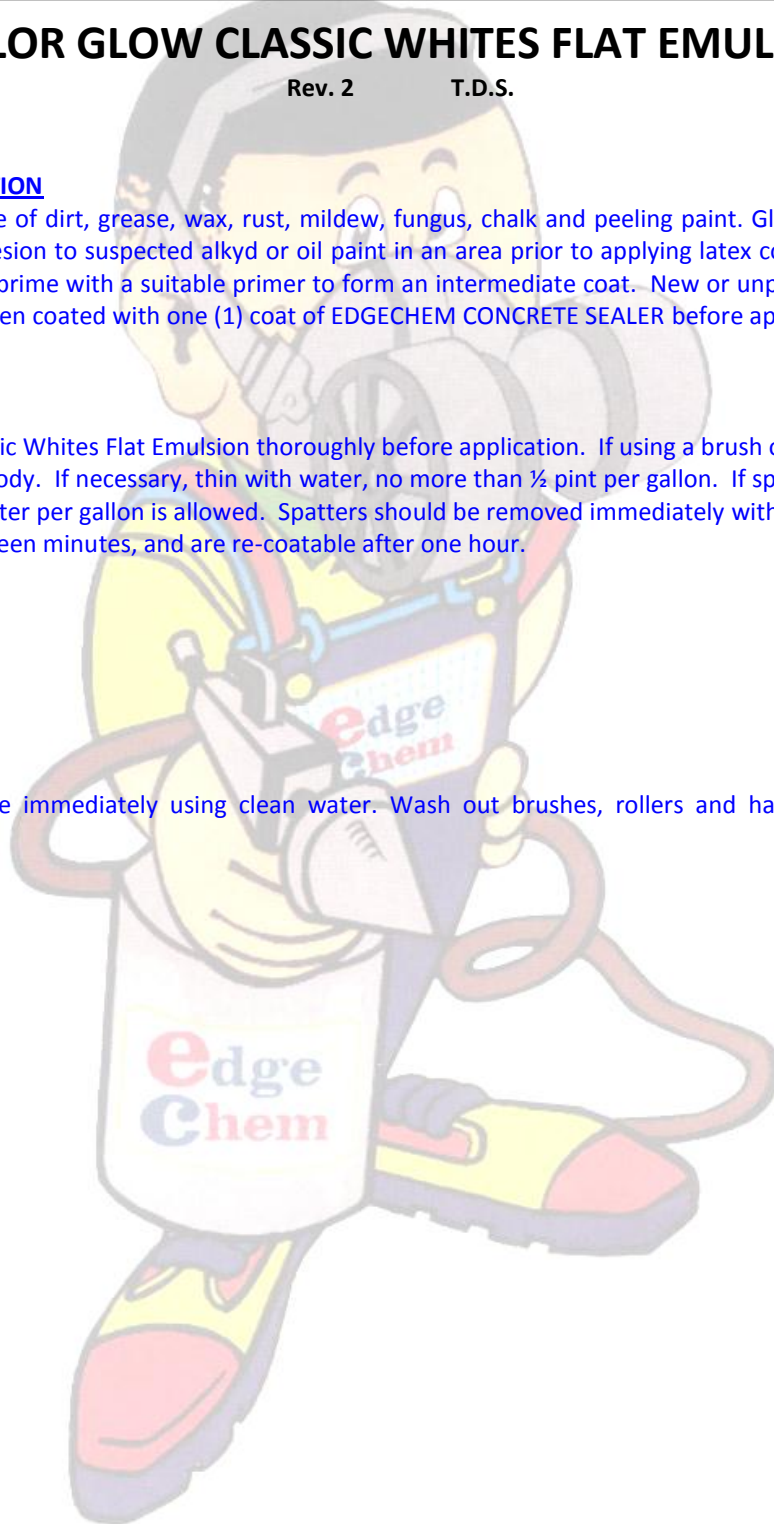 LOR GLOW CLASSIC WHITES FLAT EMUL
Rev. 2 T.D.S.
TION
e of dirt, grease, wax, rust, mildew, fungus, chalk and peeling paint. Gl
esion to suspected alkyd or oil paint in an area prior to applying latex co
prime with a suitable primer to form an intermediate coat. New or unp
en coated with one (1) coat of EDGECHEM CONCRETE SEALER before ap
ic Whites Flat Emulsion thoroughly before application. If using a brush o
ody. If necessary, thin with water, no more than ½ pint per gallon. If sp
ter per gallon is allowed. Spatters should be removed immediately with
een minutes, and are re-coatable after one hour.
edge
chem
e immediately using clean water. Wash out brushes, rollers and ha
edge
Chem